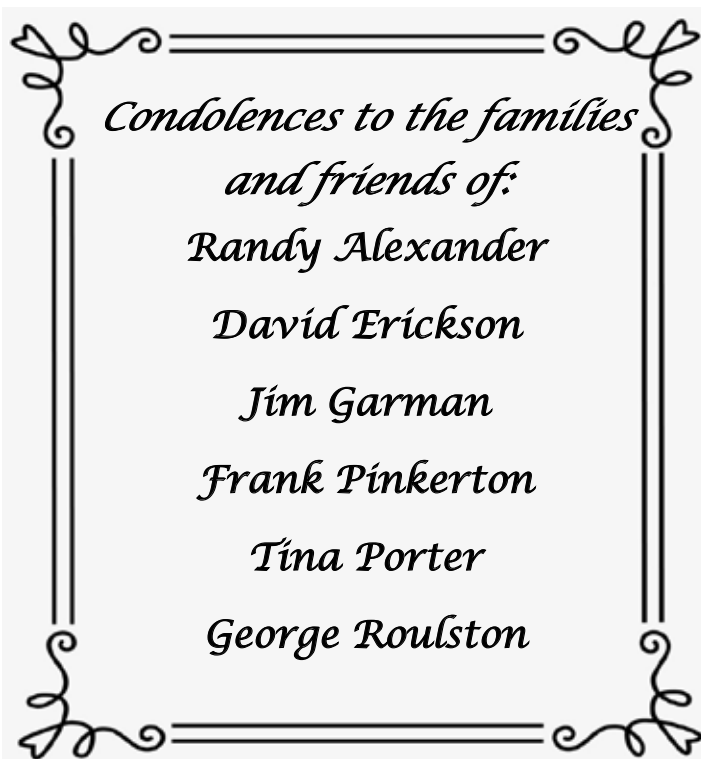 Condolences to the families
and friends of:
Randy Alexander
David Erickson
Jim Garman
Frank Pinkerton
Tina Porter
George Roulston